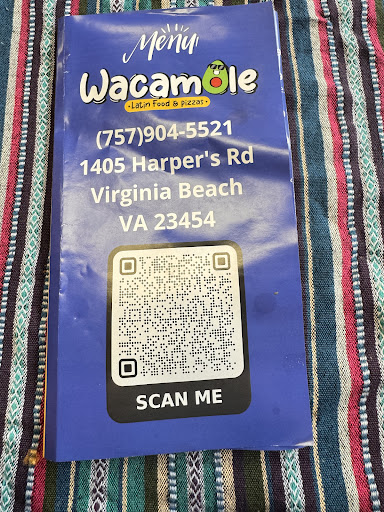 Menu
Wacamole
•Latin Food & Pizzas•
(757)904-5521
1405 Harper's Rd
Virginia Beach
VA 23454
SCAN ME